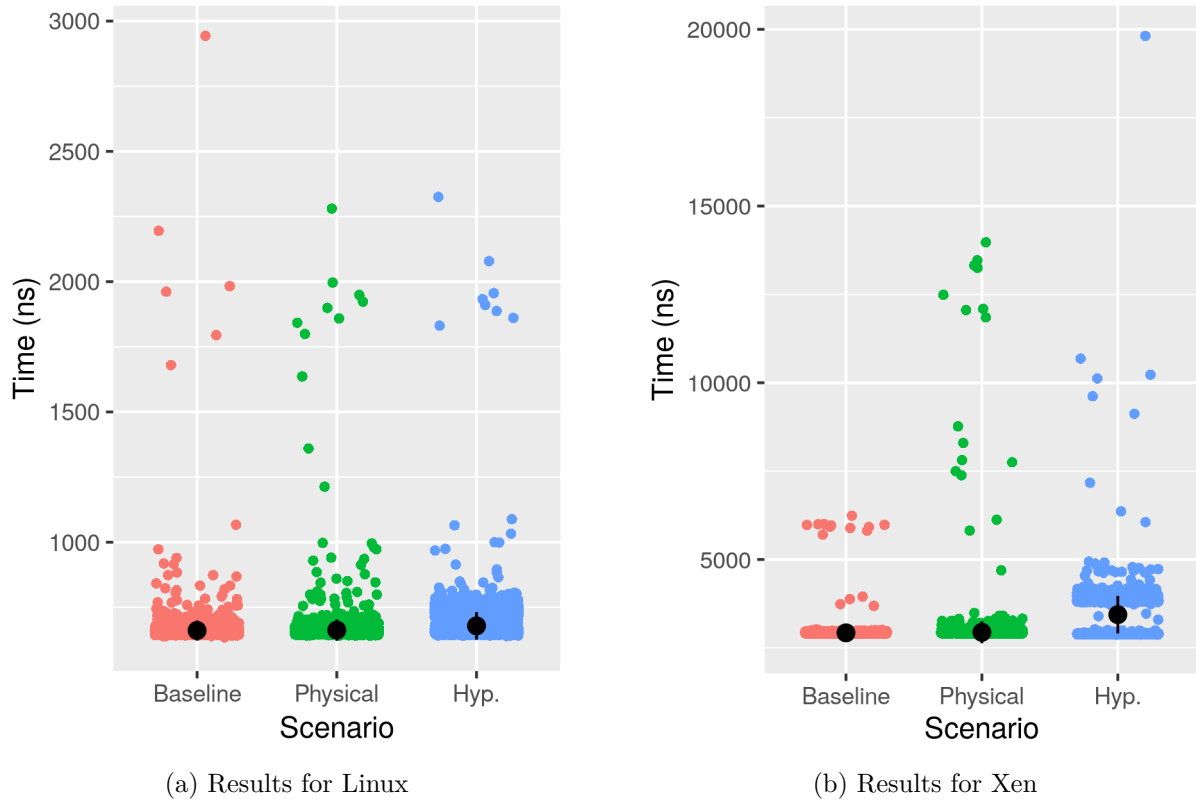 3000
2500
2000
1500
1000
Time (ns)
Baseline
Physical
Hyp.
Scenario
(a) Results for Linux
20000
15000
10000
5000
Time (ns)
Baseline
Physical
Hyp.
Scenario
(b) Results for Xen